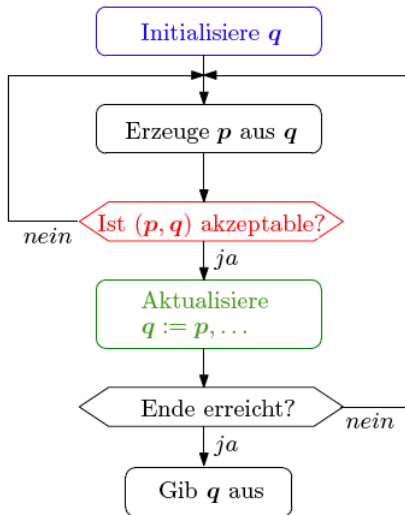 Initialisiere q
Erzeuge p aus q
Ist (p, q) akzeptable?
nein
ja
Aktualisiere
q := p, . . .
Ende erreicht?
nein
ja
Gib q aus